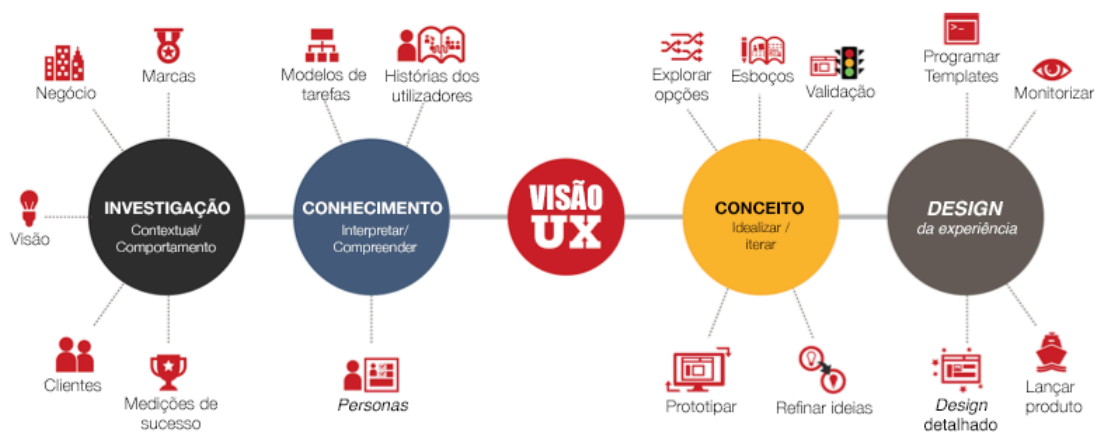 Negócio
Marcas
Visão
INVESTIGAÇÃO
Contextual/
Comportamento
Clientes
Medições de
sucesso
Modelos de
tarefas
Histórias dos
utilizadores
CONHECIMENTO
Interpretar/
Compreender
Personas
VISÃO
UX
Explorar
opções
Esboços
Validação
CONCEITO
Idealizar /
iterar
Prototipar
Refinar ideias
Programar
Templates
Monitorizar
DESIGN
da experiência
Design
detalhado
Lançar
produto